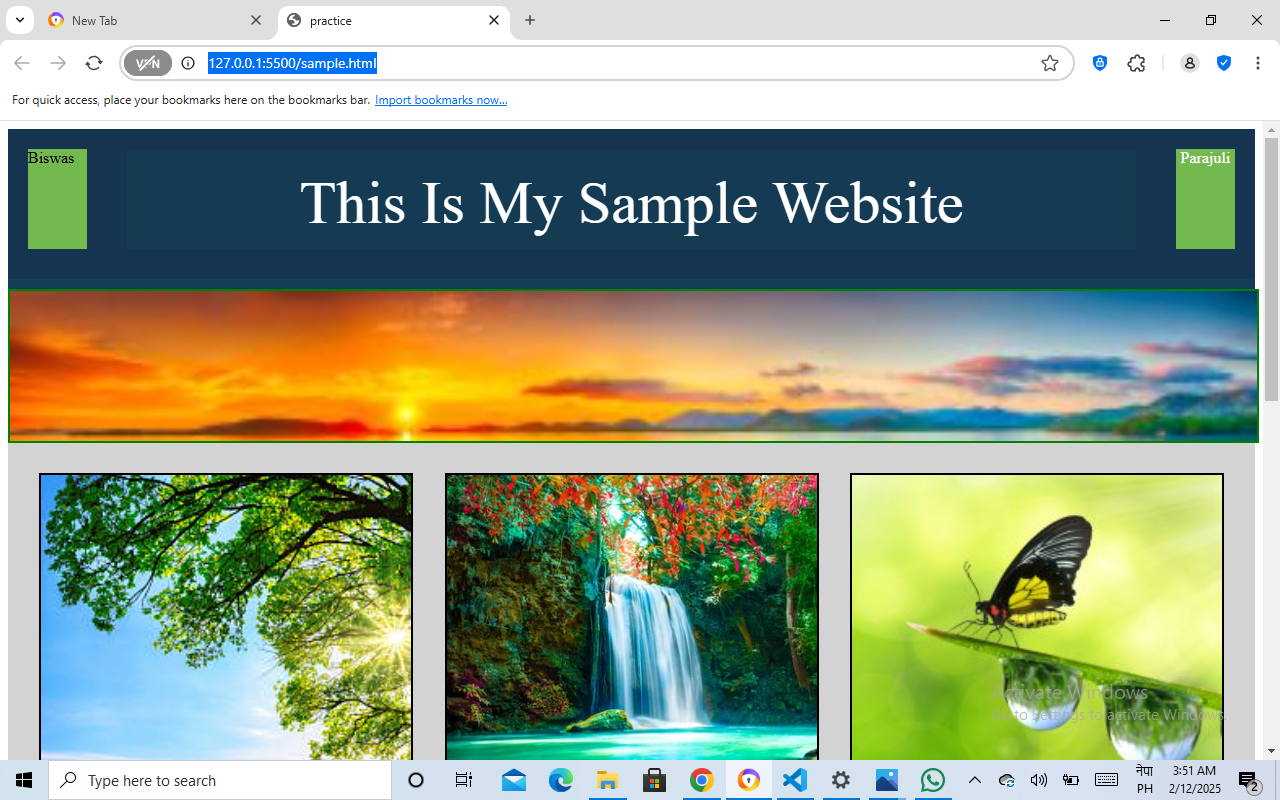 New Tab
practice
VPN
127.0.0.1:5500/sample.html
For quick access, place your bookmarks here on the bookmarks bar. Import bookmarks now...
Biswas
This Is My Sample Website
Parajuli
Activate Windows
Go to Settings to activate Windows.
Type here to search
नेपा
PH
3:51 AM
2/12/2025
2